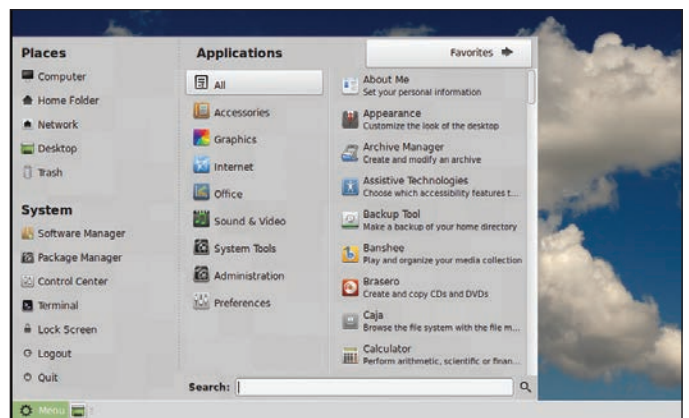 Places
Computer
Home Folder
Network
Desktop
Trash
System
Software Manager
Package Manager
Control Center
Terminal
Lock Screen
Logout
Quit
Applications
All
Accessories
Graphics
Internet
Office
Sound & Video
System Tools
Administration
Preferences
Favorites
About Me
Set your personal information
Appearance
Customize the look of the desktop
Archive Manager
Create and modify an archive
Assistive Technologies
Choose which accessibility features t...
Backup Tool
Make a backup of your home directory
Banshee
Play and organize your media collection
Brasero
Create and copy CDs and DVDs
Caja
Browse the file system with the file m...
Calculator
Perform arithmetic, scientific or finan...
Search:
Menu